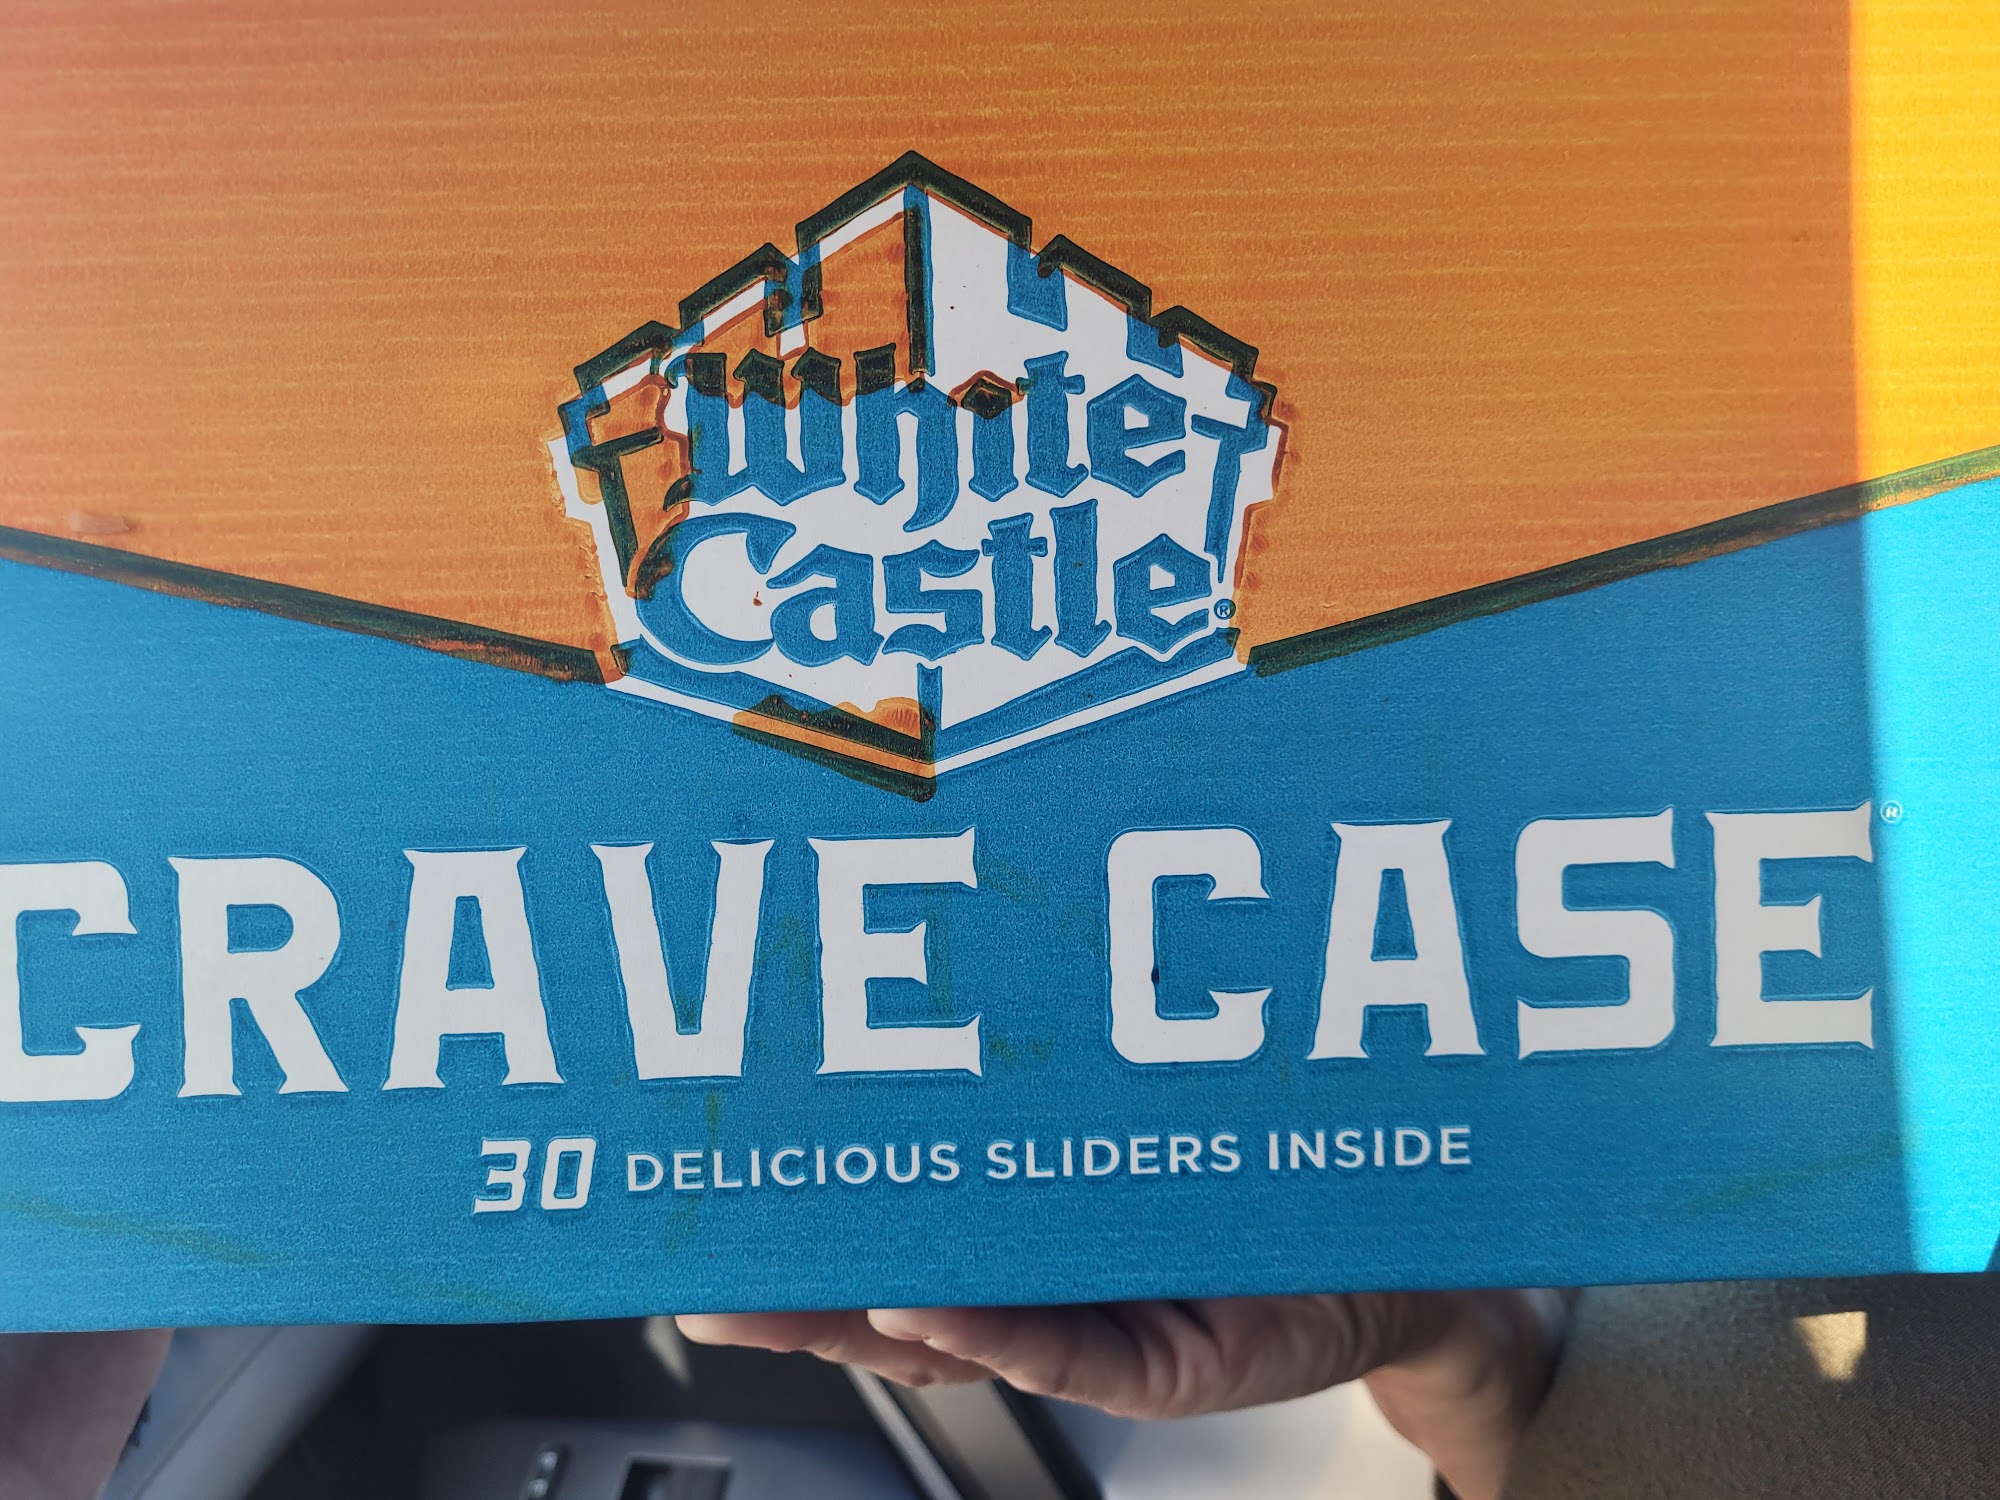 White
Castle®
CRAVE CASE®
30 DELICIOUS SLIDERS INSIDE